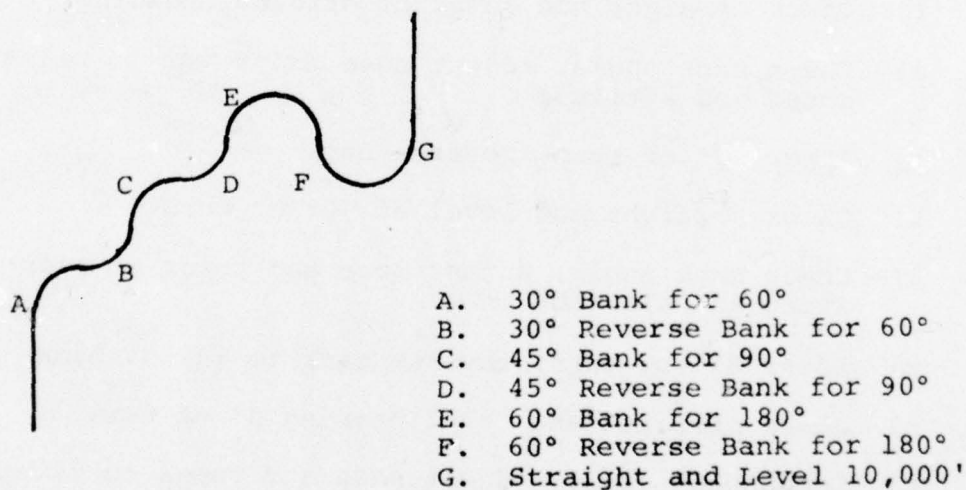 E
G
C
D
F
B
A
A. 30° Bank for 60°
B. 30° Reverse Bank for 60°
C. 45° Bank for 90°
D. 45° Reverse Bank for 90°
E. 60° Bank for 180°
F. 60° Reverse Bank for 180°
G. Straight and Level 10,000'